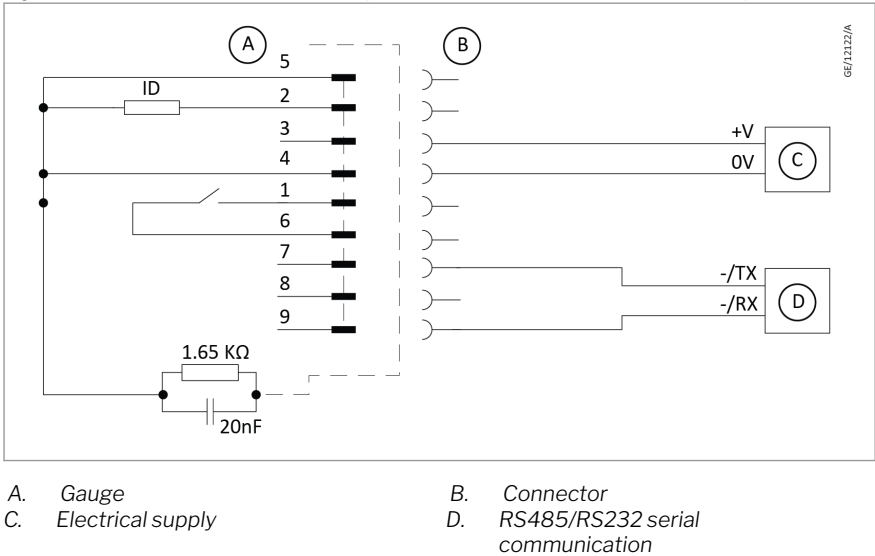 GE/12122/A
A
B
5
ID
2
3
4
1
6
7
8
9
+V
0V
C
-/TX
-/RX
D
1.65 KΩ
20nF
A. Gauge
B. Connector
C. Electrical supply
D. RS485/RS232 serial
communication